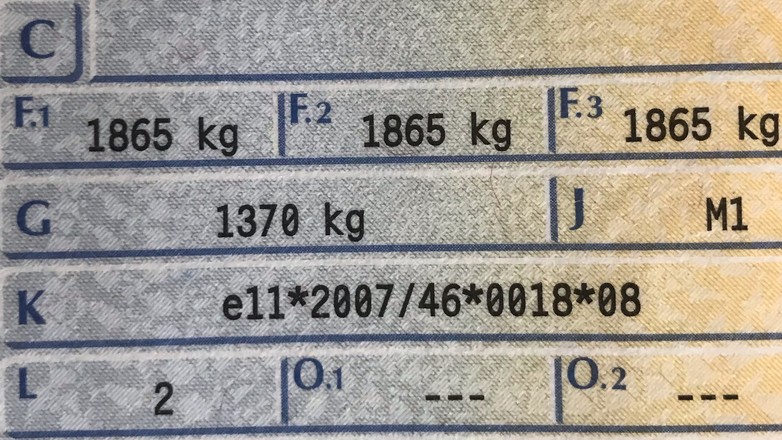 C
F.1 1865 kg F.2 1865 kg F.3 1865 kg
G 1370 kg J M1
K e11*2007/46*0018*08
L 2 O.1 --- O.2 ---